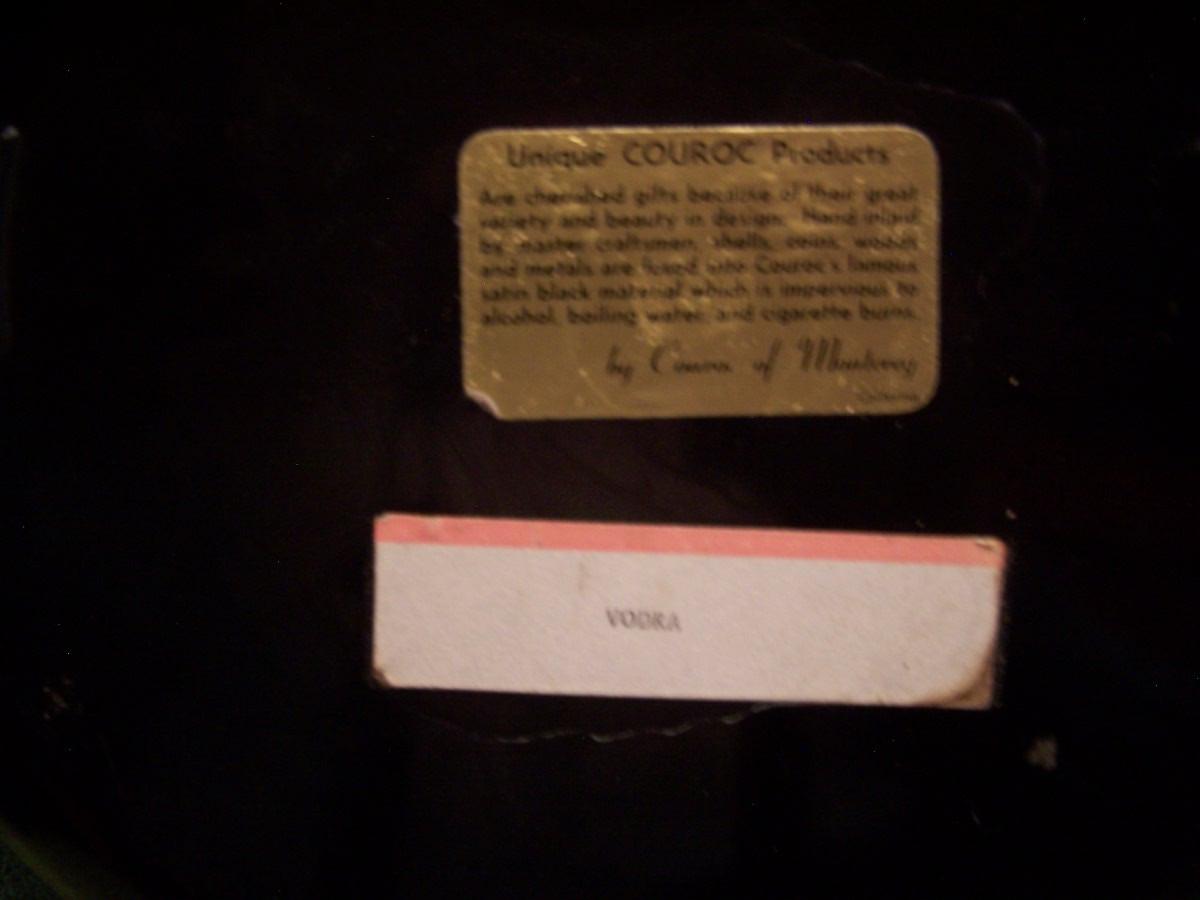 Unique COUROC Products
Are cherished gifts because of their great
variety and beauty in design. Hand inlaid
by master craftsmen, shells, coins, woods
and metals are fused into Couroc's famous
satin black material which is impervious to
alcohol, boiling water, and cigarette burns.
by Couroc of Monterey
California
VODKA